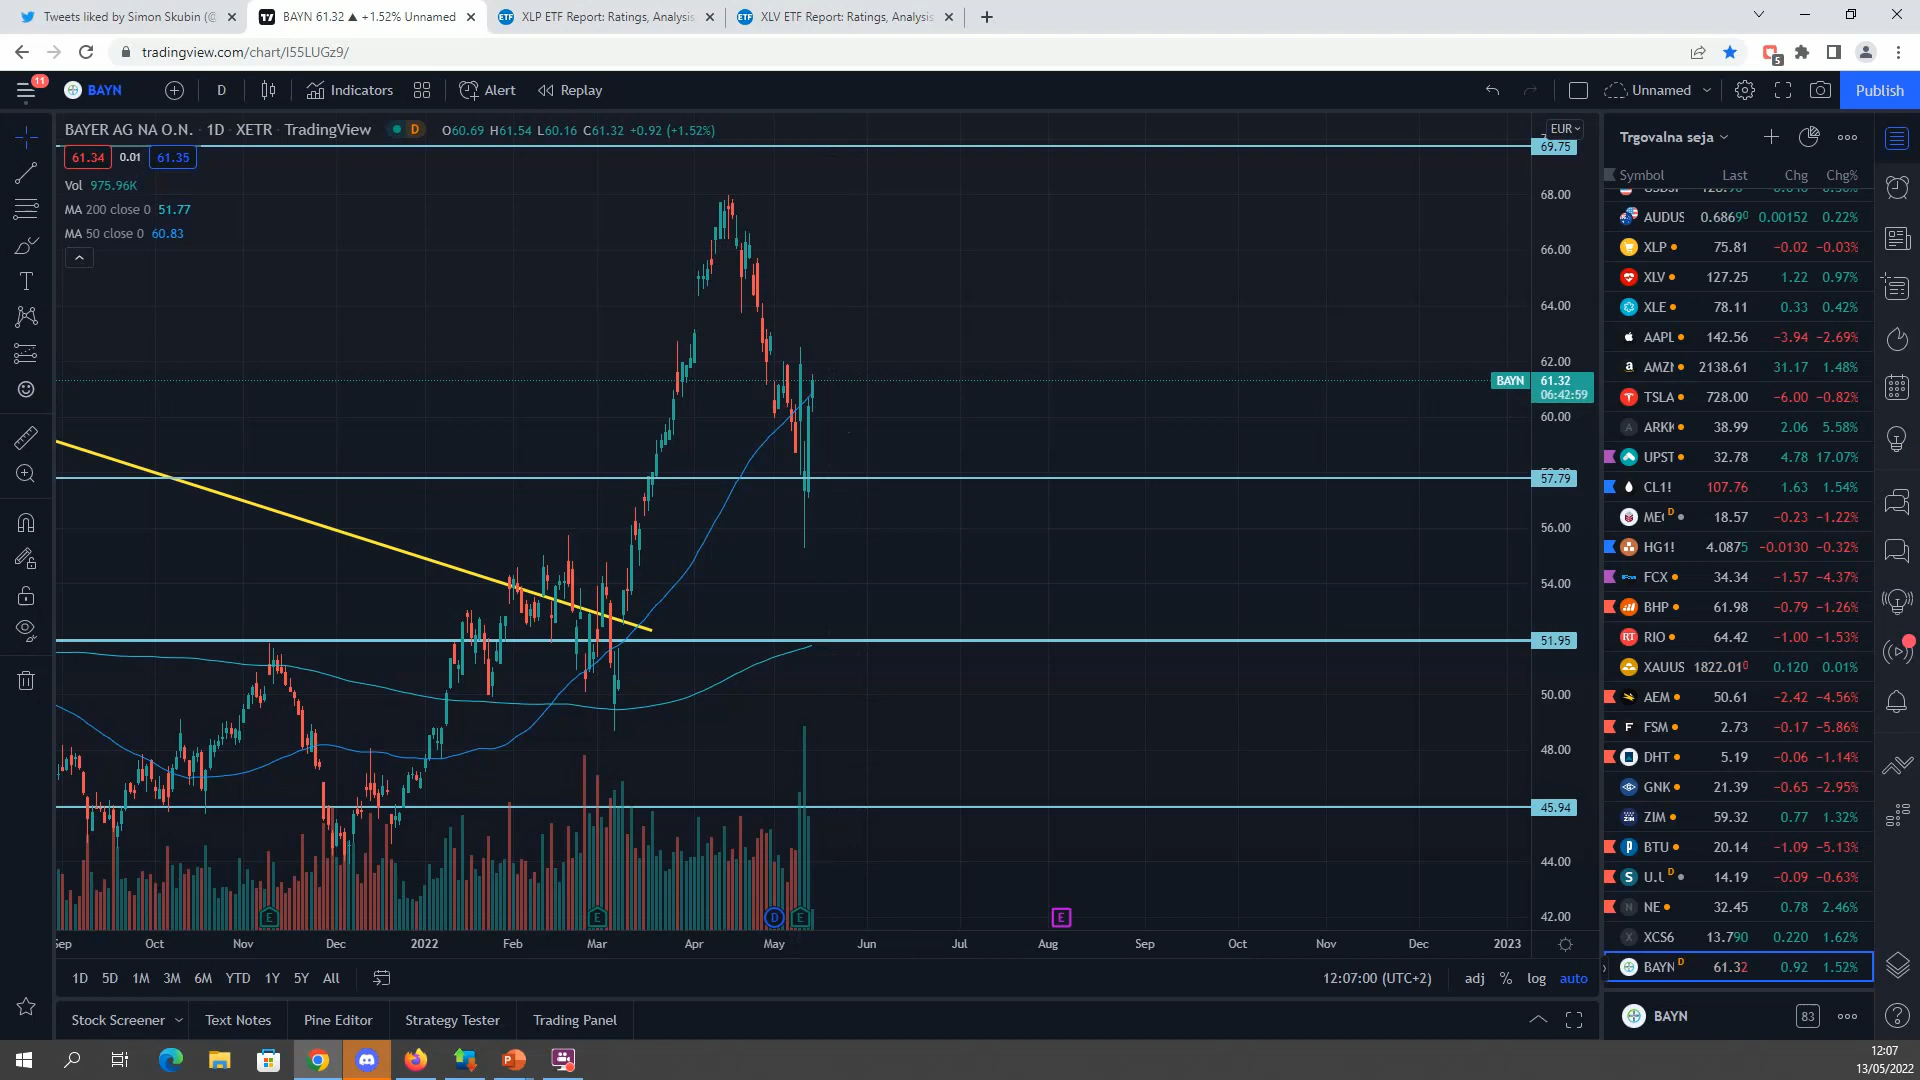 Tweets liked by Simon Skubin (@
BAYN 61.32 ▲ +1.52% Unnamed
ETF XLP ETF Report: Ratings, Analysis
ETF XLV ETF Report: Ratings, Analysis
tradingview.com/chart/I55LUGz9/
5
11
BAYN D Indicators Alert Replay Unnamed Publish
BAYER AG NA O.N. · 1D · XETR · TradingView D O60.69 H61.54 L60.16 C61.32 +0.92 (+1.52%)
61.34 0.01 61.35
Vol 975.96K
MA 200 close 0 51.77
MA 50 close 0 60.83
EUR
69.75
68.00
66.00
64.00
62.00
BAYN 61.32
06:42:59
60.00
57.79
56.00
54.00
51.95
50.00
48.00
45.94
44.00
42.00
E E D E E
Sep Oct Nov Dec 2022 Feb Mar Apr May Jun Jul Aug Sep Oct Nov Dec 2023
1D 5D 1M 3M 6M YTD 1Y 5Y All
12:07:00 (UTC+2) adj % log auto
Stock Screener Text Notes Pine Editor Strategy Tester Trading Panel
Trgovalna seja
Symbol Last Chg Chg%
AUDUS 0.68690 0.00152 0.22%
XLP 75.81 −0.02 −0.03%
XLV 127.25 1.22 0.97%
XLE 78.11 0.33 0.42%
AAPL 142.56 −3.94 −2.69%
AMZN 2138.61 31.17 1.48%
TSLA 728.00 −6.00 −0.82%
A ARKK 38.99 2.06 5.58%
UPST 32.78 4.78 17.07%
CL1! 107.76 1.63 1.54%
D 18.57 −0.23 −1.22%
HG1! 4.0875 −0.0130 −0.32%
FCX 34.34 −1.57 −4.37%
BHP 61.98 −0.79 −1.26%
RT RIO 64.42 −1.00 −1.53%
XAUUS 1822.010 0.120 0.01%
AEM 50.61 −2.42 −4.56%
F FSM 2.73 −0.17 −5.86%
DHT 5.19 −0.06 −1.14%
GNK 21.39 −0.65 −2.95%
ZIM ZIM 59.32 0.77 1.32%
BTU 20.14 −1.09 −5.13%
S U.U D 14.19 −0.09 −0.63%
N NE 32.45 0.78 2.46%
X XCS6 13.790 0.220 1.62%
BAYN D 61.32 0.92 1.52%
BAYN 83
12:07
13/05/2022